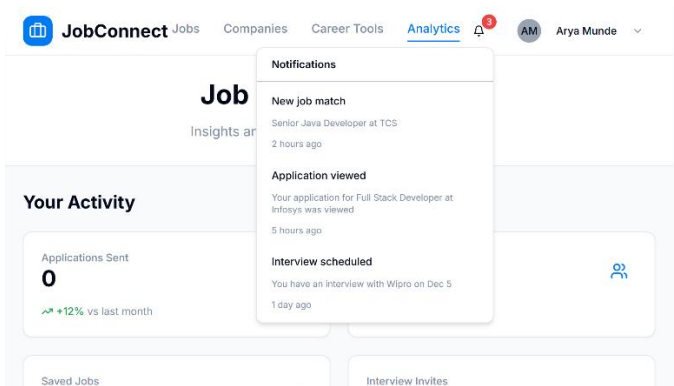 JobConnect
Jobs
Companies
Career Tools
Analytics
3
AM
Arya Munde
Notifications
Job
Insights
New job match
Senior Java Developer at TCS
2 hours ago
Application viewed
Your application for Full Stack Developer at
Infosys was viewed
5 hours ago
Interview scheduled
You have an interview with Wipro on Dec 5
1 day ago
Your Activity
Applications Sent
0
+12% vs last month
Saved Jobs
Interview Invites